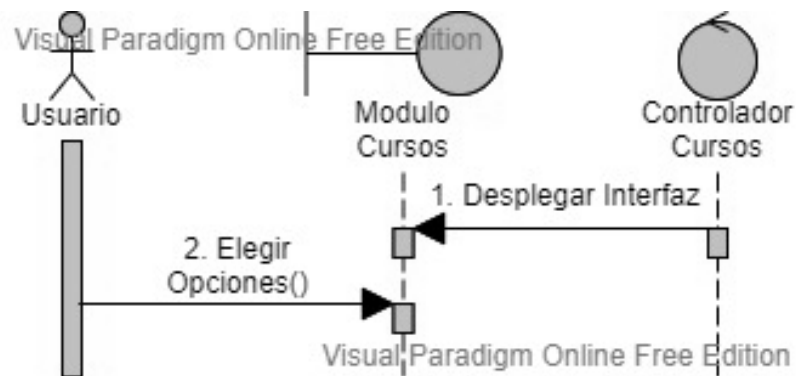 Visual Paradigm Online Free Edition
Usuario
Modulo
Cursos
Controlador
Cursos
1. Desplegar Interfaz
2. Elegir
Opciones()
Visual Paradigm Online Free Edition